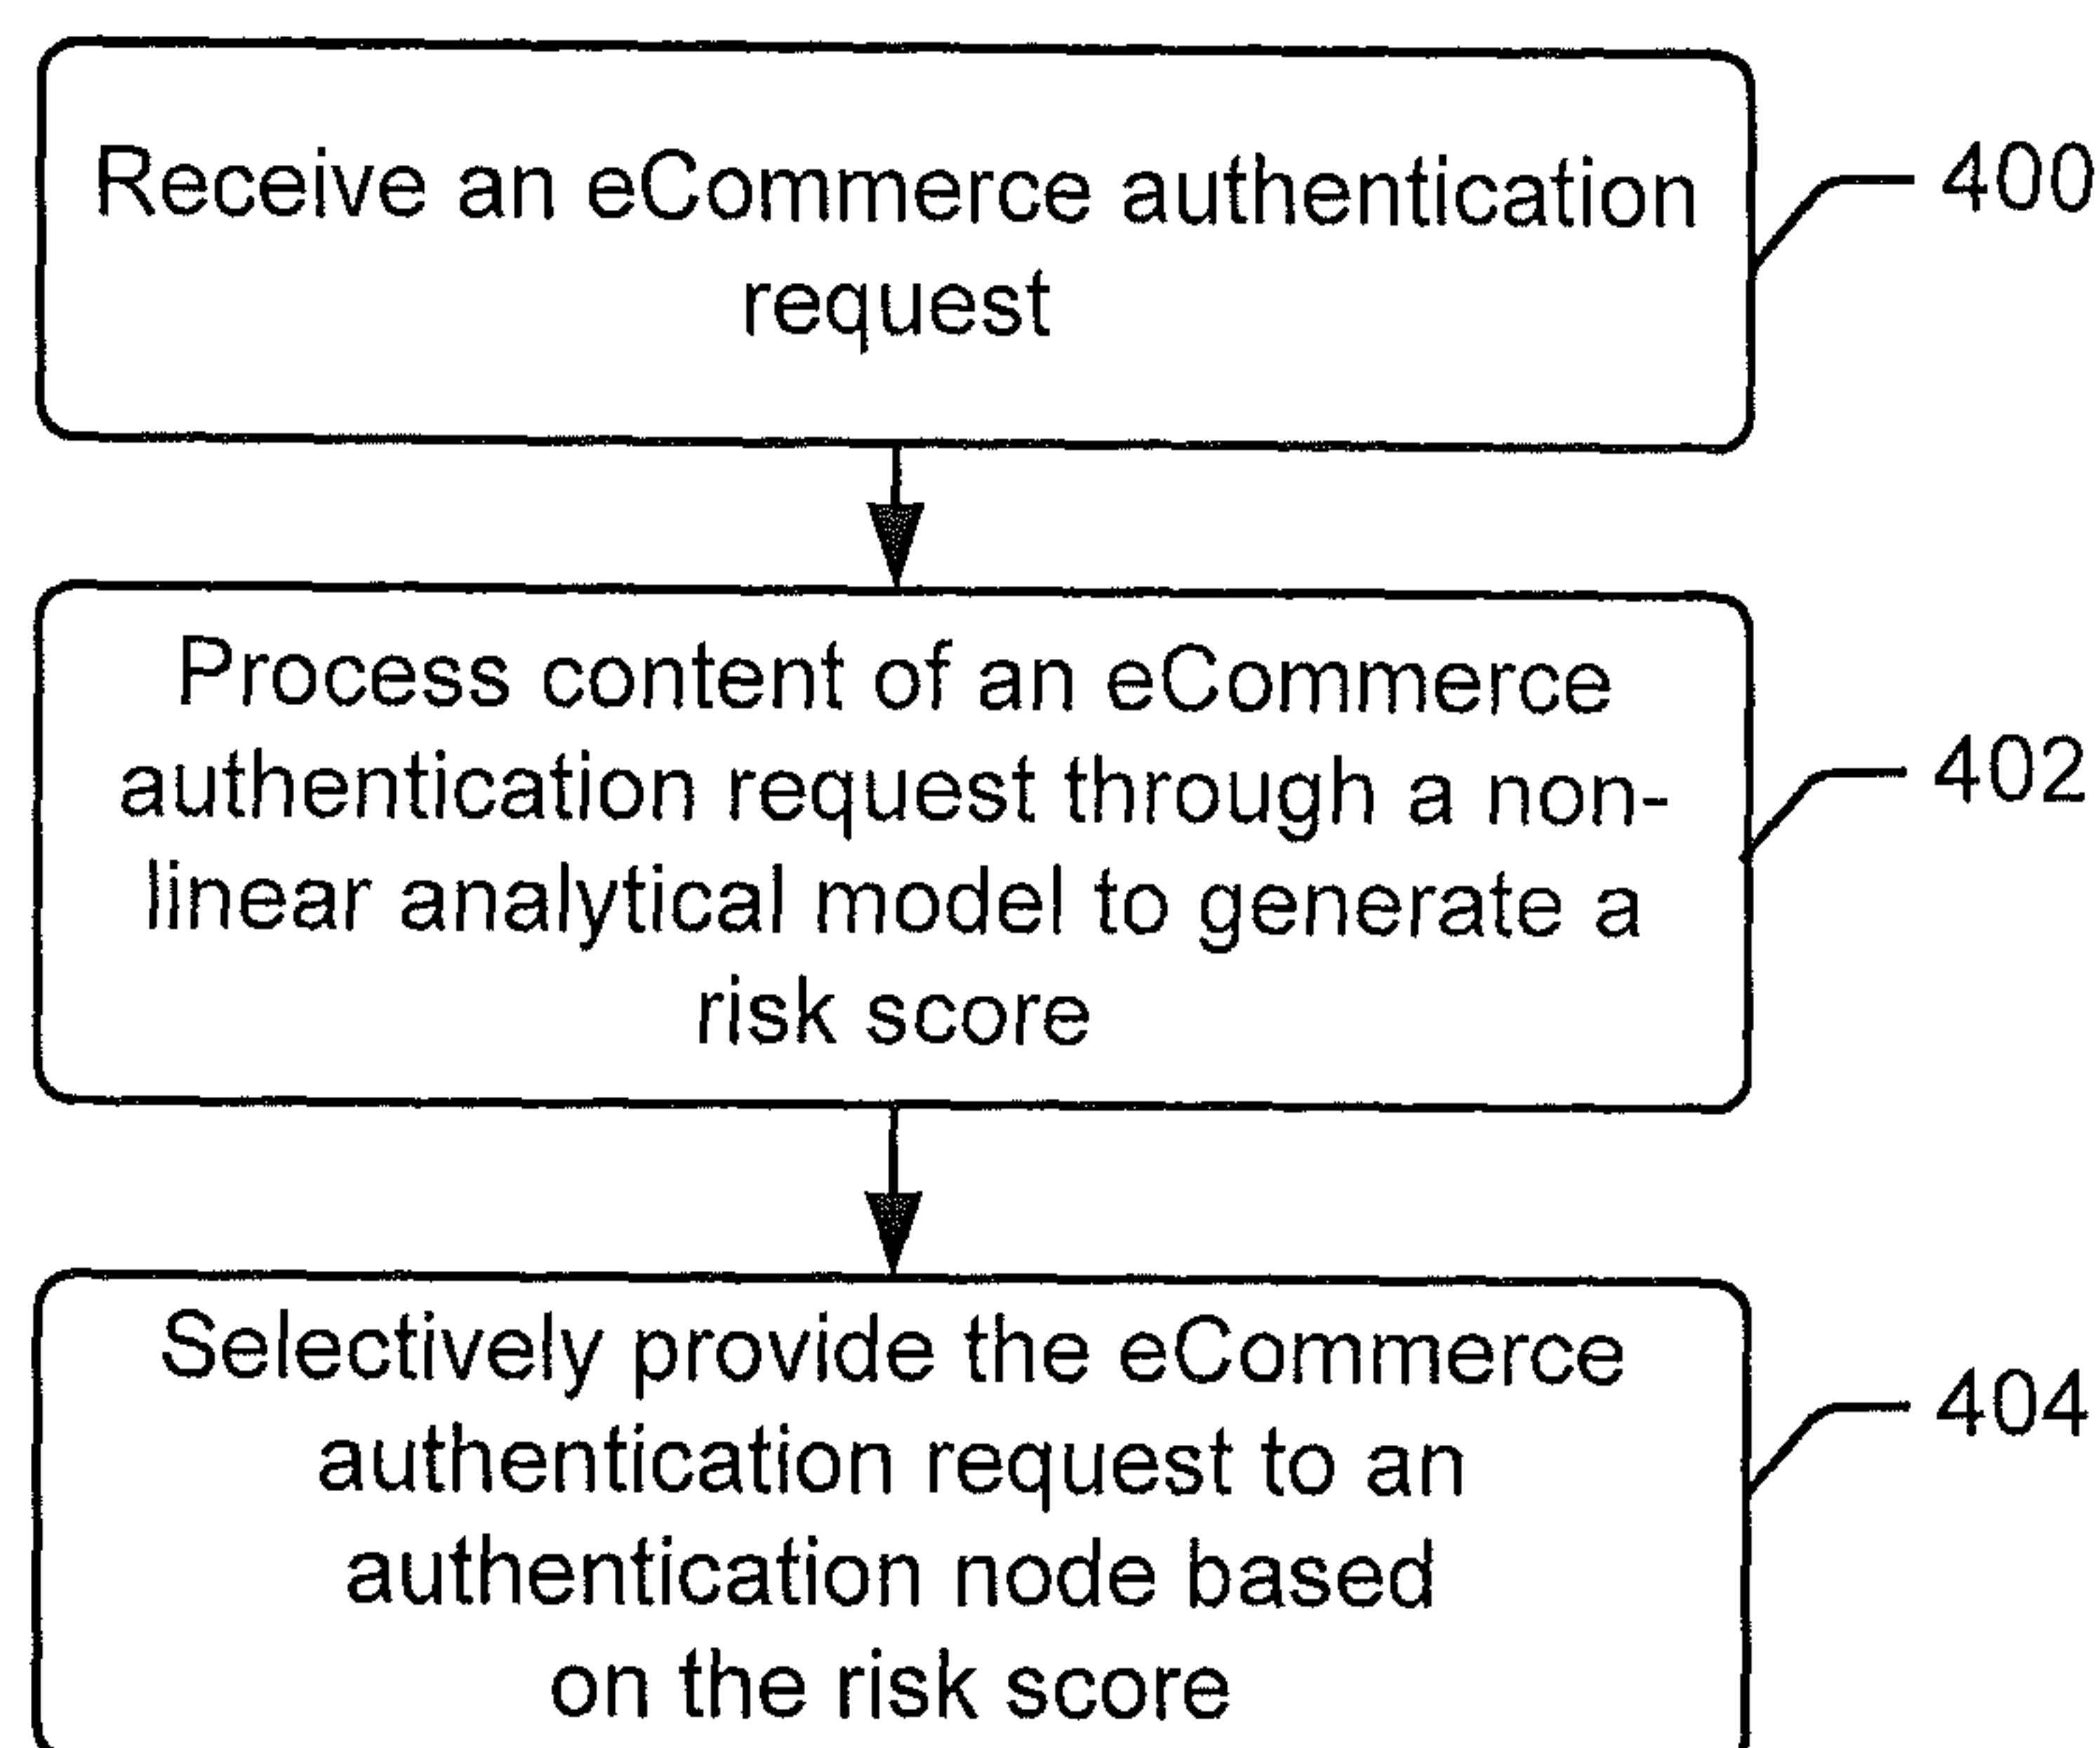 Receive an eCommerce authentication
request
400
Process content of an eCommerce
authentication request through a non-
linear analytical model to generate a
risk score
402
Selectively provide the eCommerce
authentication request to an
authentication node based
on the risk score
404